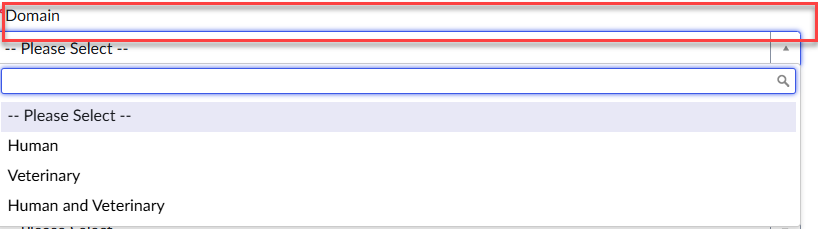 Domain
-- Please Select --
-- Please Select --
Human
Veterinary
Human and Veterinary